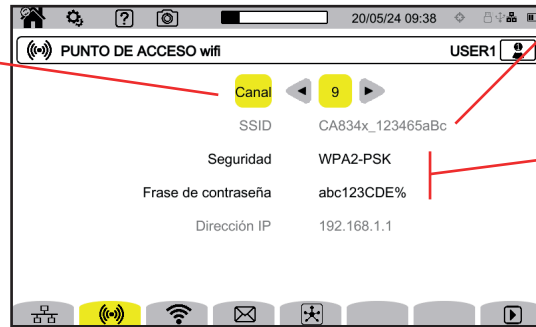 20/05/24 09:38
PUNTO DE ACCESO wifi USER1
Canal 9
SSID CA834x_123465aBc
Seguridad WPA2-PSK
Frase de contraseña abc123CDE%
Dirección IP 192.168.1.1